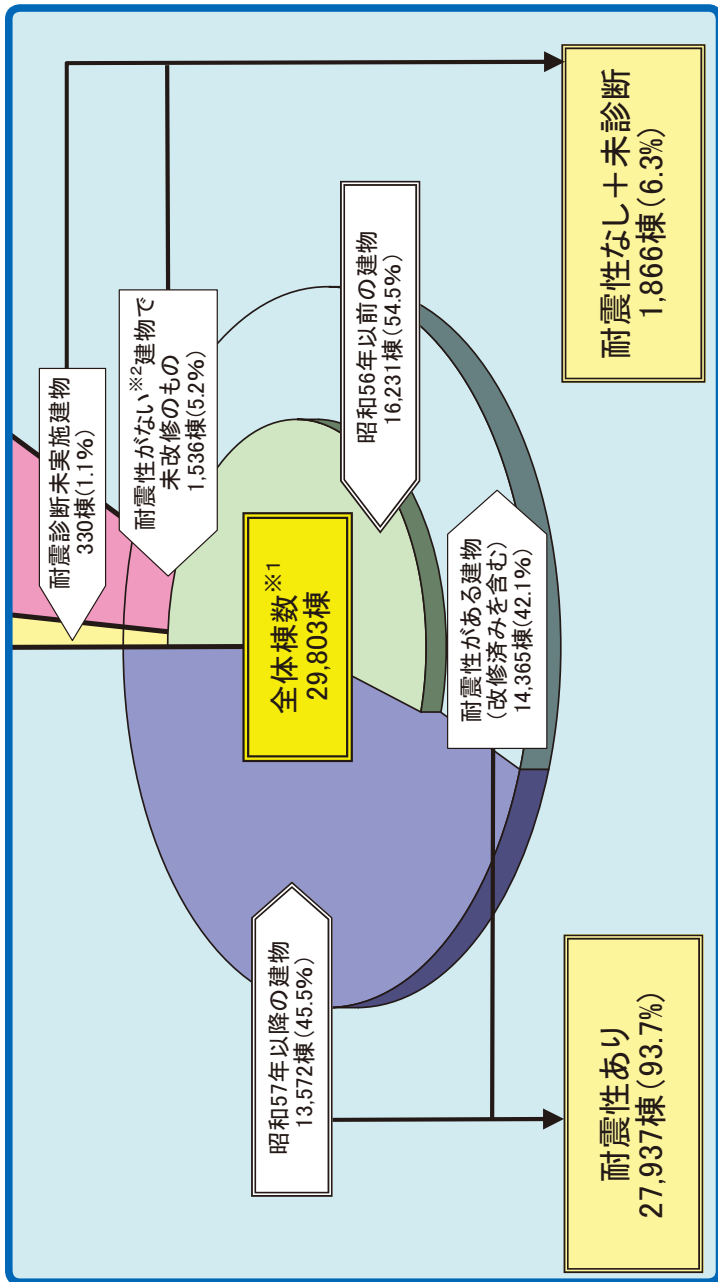 耐震診断未実施建物
330棟(1.1%)
耐震性がない※2建物で
未改修のもの
1,536棟(5.2%)
全体棟数※1
29,803棟
昭和56年以前の建物
16,231棟(54.5%)
昭和57年以降の建物
13,572棟(45.5%)
耐震性がある建物
(改修済みを含む)
14,365棟(42.1%)
耐震性あり
27,937棟(93.7%)
耐震性なし＋未診断
1,866棟(6.3%)